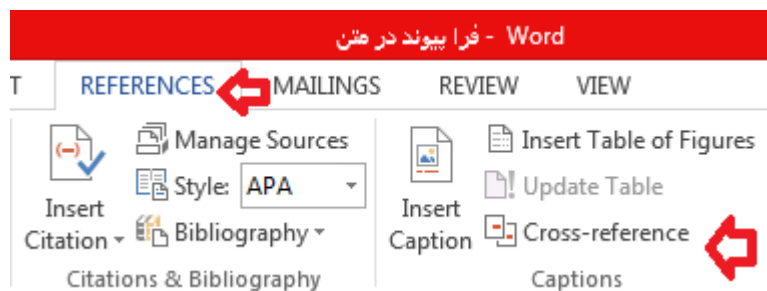 فرا پیوند در متن - Word
T REFERENCES MAILINGS REVIEW VIEW
Insert Citation
Manage Sources
Style: APA
Bibliography
Citations & Bibliography
Insert Caption
Insert Table of Figures
Update Table
Cross-reference
Captions